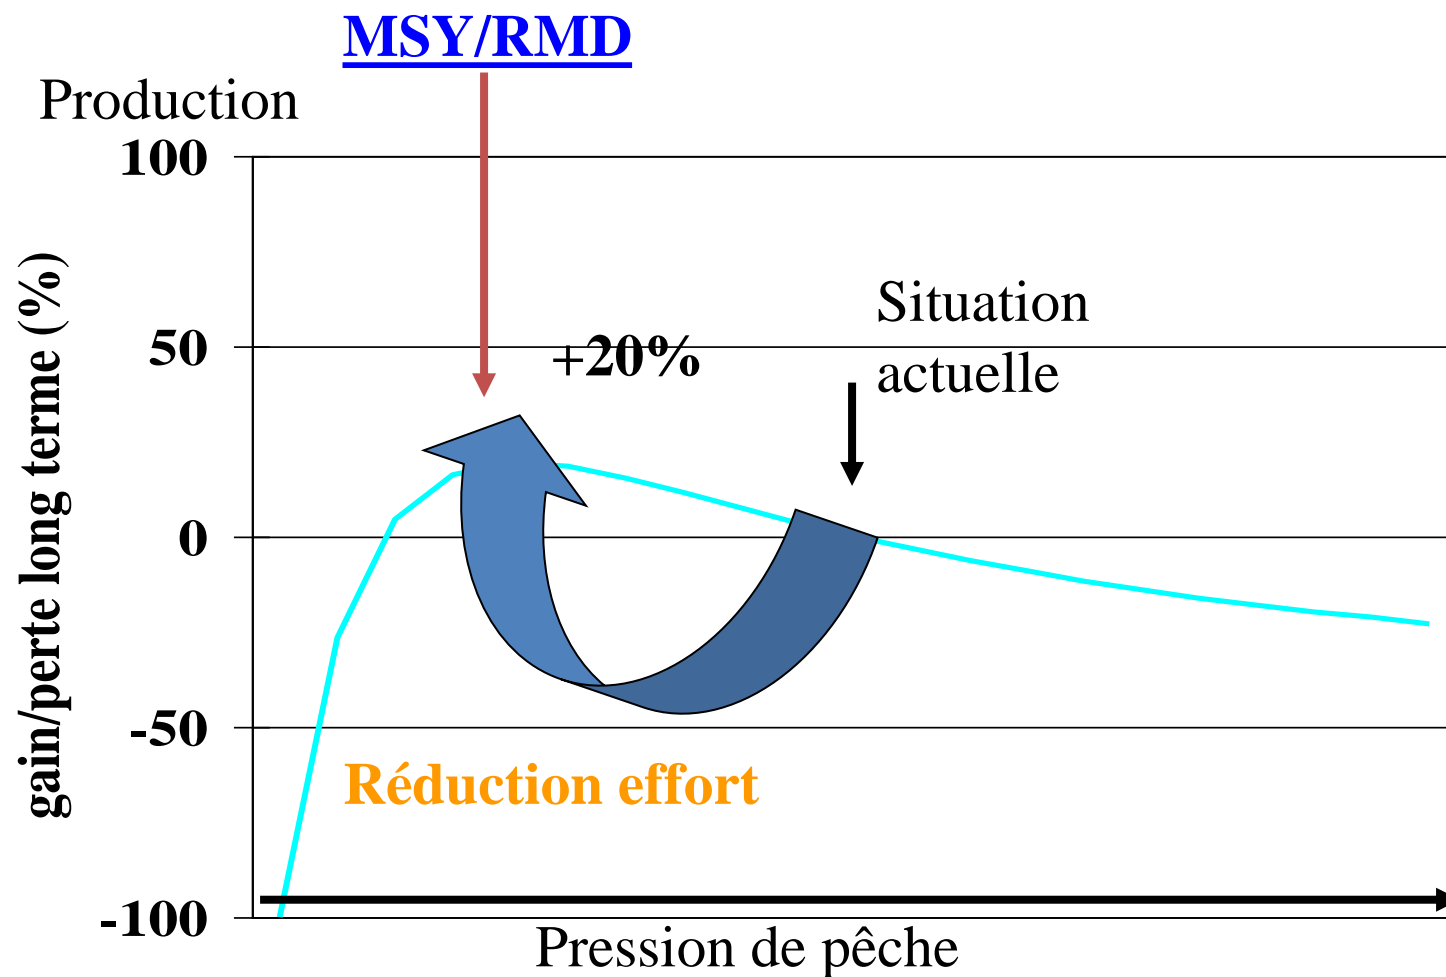 MSY/RMD
Production
100
50
0
-50
-100
gain/perte long terme (%)
+20%
Situation
actuelle
Réduction effort
Pression de pêche